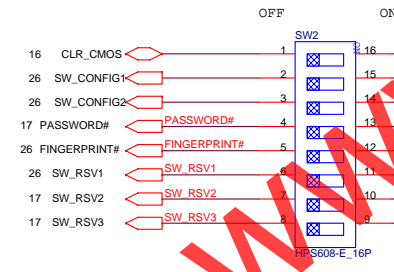 OFF ON
SW2
16 CLR_CMOS 1 16
26 SW_CONFIG1 2 15
26 SW_CONFIG2 3 14
17 PASSWORD# PASSWORD# 4 13
26 FINGERPRINT# FINGERPRINT# 5 12
26 SW_RSV1 SW_RSV1 6 11
17 SW_RSV2 SW_RSV2 7 10
17 SW_RSV3 SW_RSV3 8 9
HPS608-E_16P